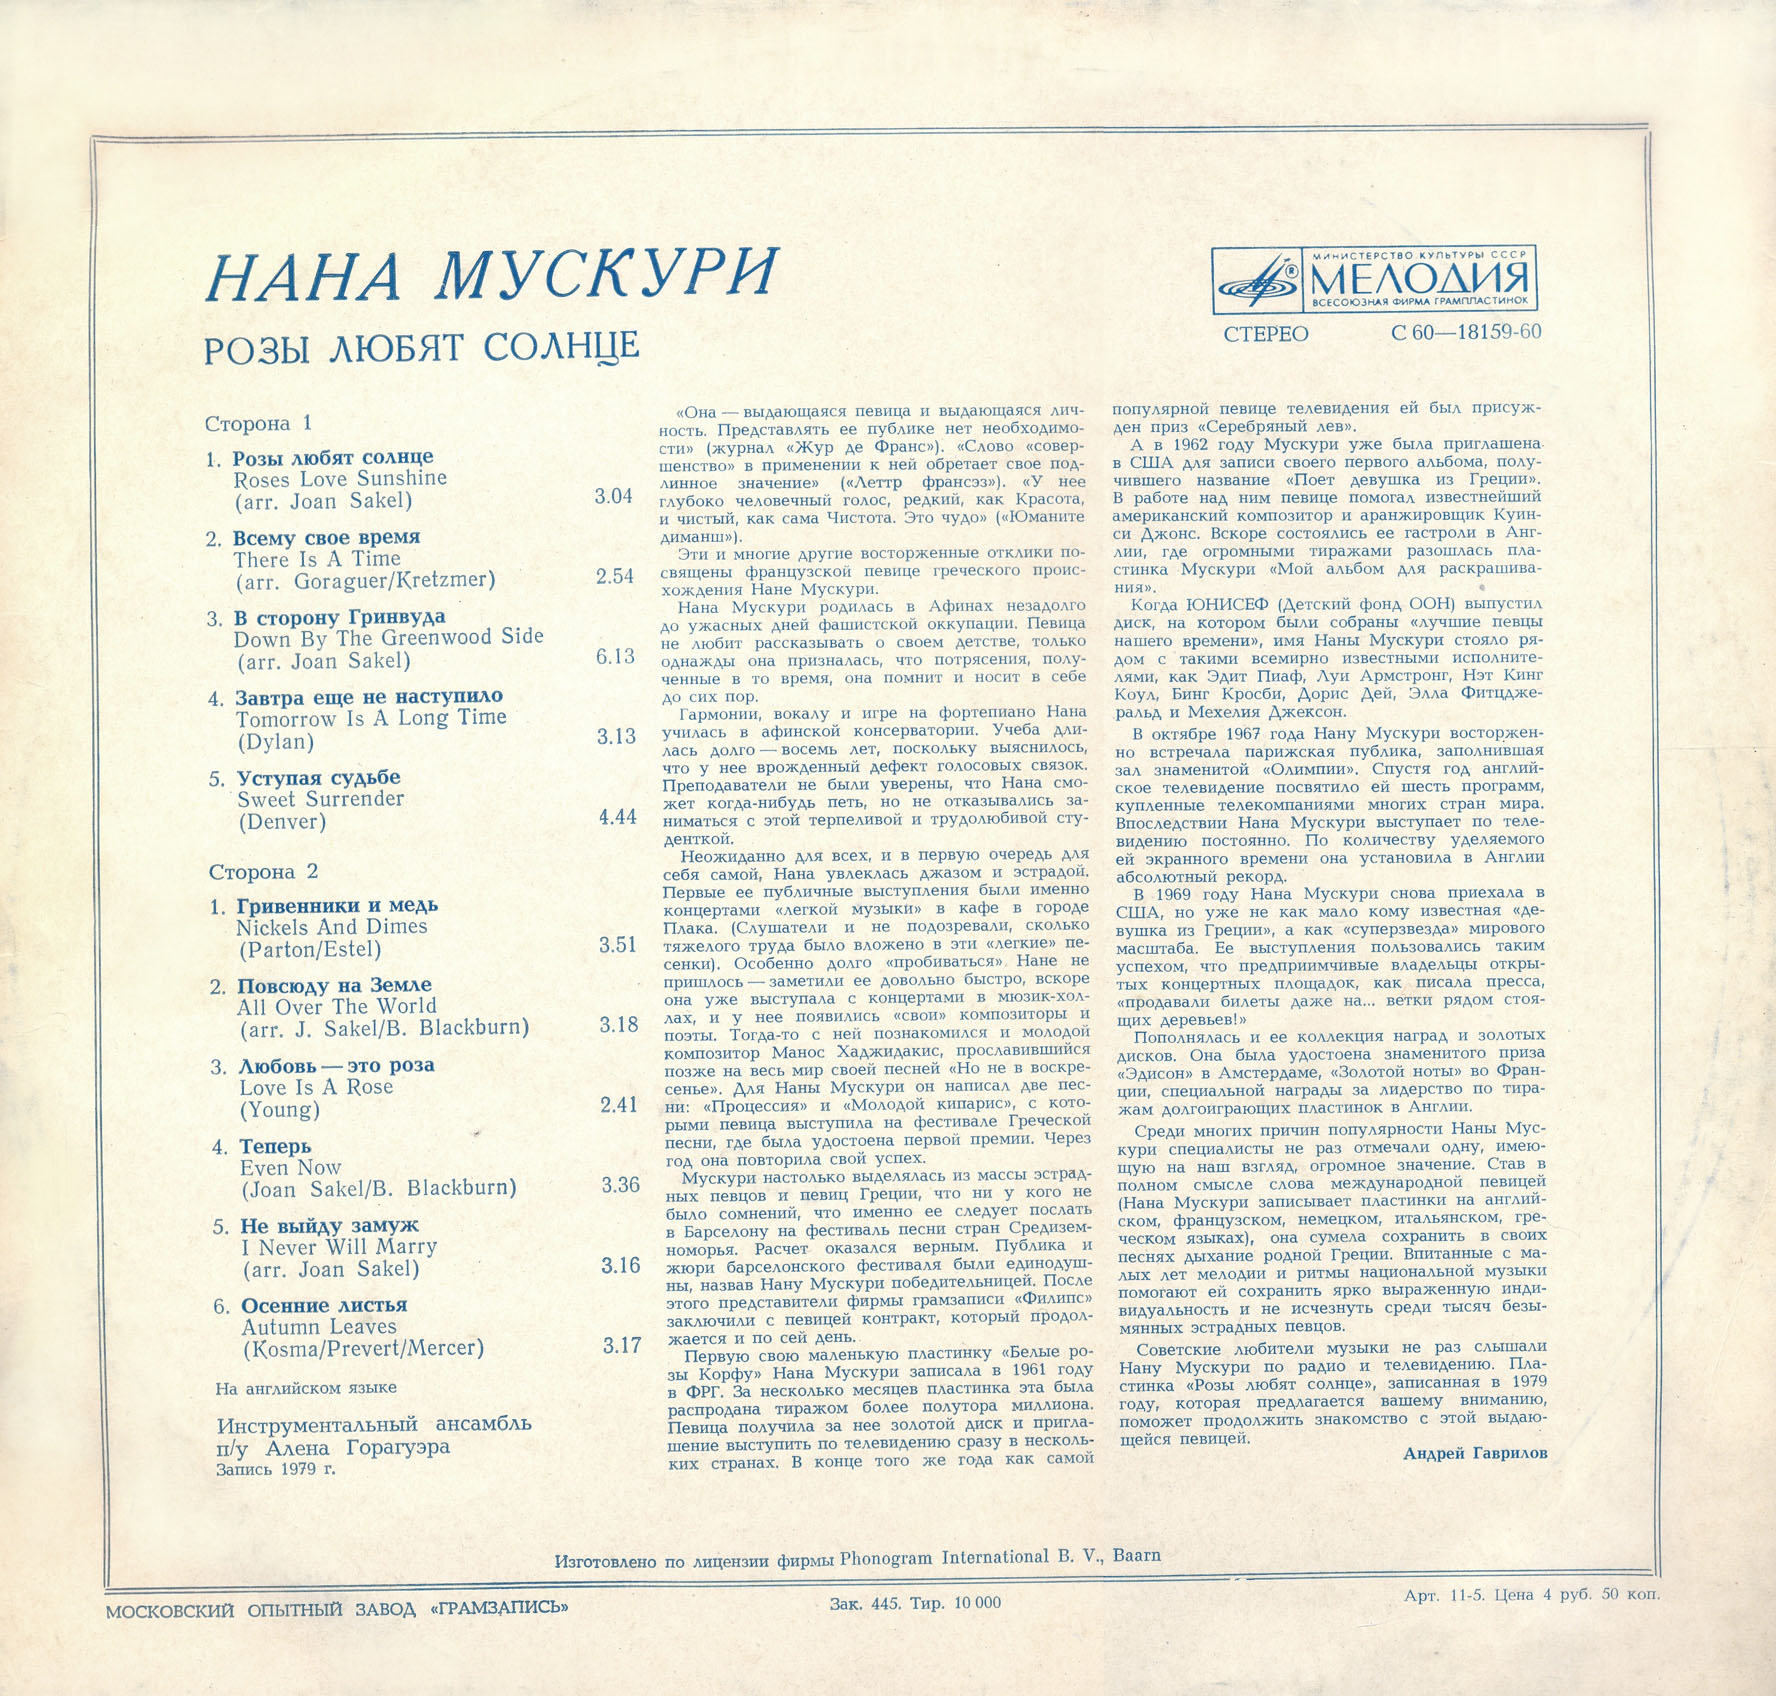 НАНА МУСКУРИ
РОЗЫ ЛЮБЯТ СОЛНЦЕ
МИНИСТЕРСТВО КУЛЬТУРЫ СССР
МЕЛОДИЯ
ВСЕСОЮЗНАЯ ФИРМА ГРАМПЛАСТИНОК
®
СТЕРЕО С 60—18159-60
Сторона 1
1. Розы любят солнце
Roses Love Sunshine
(arr. Joan Sakel) 3.04
2. Всему свое время
There Is A Time
(arr. Goraguer/Kretzmer) 2.54
3. В сторону Гринвуда
Down By The Greenwood Side
(arr. Joan Sakel) 6.13
4. Завтра еще не наступило
Tomorrow Is A Long Time
(Dylan) 3.13
5. Уступая судьбе
Sweet Surrender
(Denver) 4.44
Сторона 2
1. Гривенники и медь
Nickels And Dimes
(Parton/Estel) 3.51
2. Повсюду на Земле
All Over The World
(arr. J. Sakel/B. Blackburn) 3.18
3. Любовь — это роза
Love Is A Rose
(Young) 2.41
4. Теперь
Even Now
(Joan Sakel/B. Blackburn) 3.36
5. Не выйду замуж
I Never Will Marry
(arr. Joan Sakel) 3.16
6. Осенние листья
Autumn Leaves
(Kosma/Prevert/Mercer) 3.17
На английском языке
Инструментальный ансамбль
п/у Алена Горагуэра
Запись 1979 г.
«Она — выдающаяся певица и выдающаяся лич-
ность. Представлять ее публике нет необходимо-
сти» (журнал «Жур де Франс»). «Слово «совер-
шенство» в применении к ней обретает свое под-
линное значение» («Леттр франсэз»). «У нее
глубоко человечный голос, редкий, как Красота,
и чистый, как сама Чистота. Это чудо» («Юманите
диманш»).
Эти и многие другие восторженные отклики по-
священы французской певице греческого проис-
хождения Нане Мускури.
Нана Мускури родилась в Афинах незадолго
до ужасных дней фашистской оккупации. Певица
не любит рассказывать о своем детстве, только
однажды она призналась, что потрясения, полу-
ченные в то время, она помнит и носит в себе
до сих пор.
Гармонии, вокалу и игре на фортепиано Нана
училась в афинской консерватории. Учеба дли-
лась долго — восемь лет, поскольку выяснилось,
что у нее врожденный дефект голосовых связок.
Преподаватели не были уверены, что Нана смо-
жет когда-нибудь петь, но не отказывались за-
ниматься с этой терпеливой и трудолюбивой сту-
денткой.
Неожиданно для всех, и в первую очередь для
себя самой, Нана увлеклась джазом и эстрадой.
Первые ее публичные выступления были именно
концертами «легкой музыки» в кафе в городе
Плака. (Слушатели и не подозревали, сколько
тяжелого труда было вложено в эти «легкие» пе-
сенки). Особенно долго «пробиваться» Нане не
пришлось — заметили ее довольно быстро, вскоре
она уже выступала с концертами в мюзик-хол-
лах, и у нее появились «свои» композиторы и
поэты. Тогда-то с ней познакомился и молодой
композитор Манос Хаджидакис, прославившийся
позже на весь мир своей песней «Но не в воскре-
сенье». Для Наны Мускури он написал две пес-
ни: «Процессия» и «Молодой кипарис», с кото-
рыми певица выступила на фестивале Греческой
песни, где была удостоена первой премии. Через
год она повторила свой успех.
Мускури настолько выделялась из массы эстрад-
ных певцов и певиц Греции, что ни у кого не
было сомнений, что именно ее следует послать
в Барселону на фестиваль песни стран Средизем-
номорья. Расчет оказался верным. Публика и
жюри барселонского фестиваля были единодуш-
ны, назвав Нану Мускури победительницей. После
этого представители фирмы грамзаписи «Филипс»
заключили с певицей контракт, который продол-
жается и по сей день.
Первую свою маленькую пластинку «Белые ро-
зы Корфу» Нана Мускури записала в 1961 году
в ФРГ. За несколько месяцев пластинка эта была
распродана тиражом более полутора миллиона.
Певица получила за нее золотой диск и пригла-
шение выступить по телевидению сразу в несколь-
ких странах. В конце того же года как самой
популярной певице телевидения ей был присуж-
ден приз «Серебряный лев».
А в 1962 году Мускури уже была приглашена
в США для записи своего первого альбома, полу-
чившего название «Поет девушка из Греции».
В работе над ним певице помогал известнейший
американский композитор и аранжировщик Куин-
си Джонс. Вскоре состоялись ее гастроли в Анг-
лии, где огромными тиражами разошлась пла-
стинка Мускури «Мой альбом для раскрашива-
ния».
Когда ЮНИСЕФ (Детский фонд ООН) выпустил
диск, на котором были собраны «лучшие певцы
нашего времени», имя Наны Мускури стояло ря-
дом с такими всемирно известными исполните-
лями, как Эдит Пиаф, Луи Армстронг, Нэт Кинг
Коул, Бинг Кросби, Дорис Дей, Элла Фитцдже-
ральд и Мехелия Джексон.
В октябре 1967 года Нану Мускури восторжен-
но встречала парижская публика, заполнившая
зал знаменитой «Олимпии». Спустя год англий-
ское телевидение посвятило ей шесть программ,
купленные телекомпаниями многих стран мира.
Впоследствии Нана Мускури выступает по теле-
видению постоянно. По количеству уделяемого
ей экранного времени она установила в Англии
абсолютный рекорд.
В 1969 году Нана Мускури снова приехала в
США, но уже не как мало кому известная «де-
вушка из Греции», а как «суперзвезда» мирового
масштаба. Ее выступления пользовались таким
успехом, что предприимчивые владельцы откры-
тых концертных площадок, как писала пресса,
«продавали билеты даже на... ветки рядом стоя-
щих деревьев!»
Пополнялась и ее коллекция наград и золотых
дисков. Она была удостоена знаменитого приза
«Эдисон» в Амстердаме, «Золотой ноты» во Фран-
ции, специальной награды за лидерство по тира-
жам долгоиграющих пластинок в Англии.
Среди многих причин популярности Наны Мус-
кури специалисты не раз отмечали одну, имею-
щую на наш взгляд, огромное значение. Став в
полном смысле слова международной певицей
(Нана Мускури записывает пластинки на англий-
ском, французском, немецком, итальянском, гре-
ческом языках), она сумела сохранить в своих
песнях дыхание родной Греции. Впитанные с ма-
лых лет мелодии и ритмы национальной музыки
помогают ей сохранить ярко выраженную инди-
видуальность и не исчезнуть среди тысяч безы-
мянных эстрадных певцов.
Советские любители музыки не раз слышали
Нану Мускури по радио и телевидению. Пла-
стинка «Розы любят солнце», записанная в 1979
году, которая предлагается вашему вниманию,
поможет продолжить знакомство с этой выдаю-
щейся певицей.
Андрей Гаврилов
Изготовлено по лицензии фирмы Phonogram International B. V., Baarn
МОСКОВСКИЙ ОПЫТНЫЙ ЗАВОД «ГРАМЗАПИСЬ» Зак. 445. Тир. 10 000 Арт. 11-5. Цена 4 руб. 50 коп.